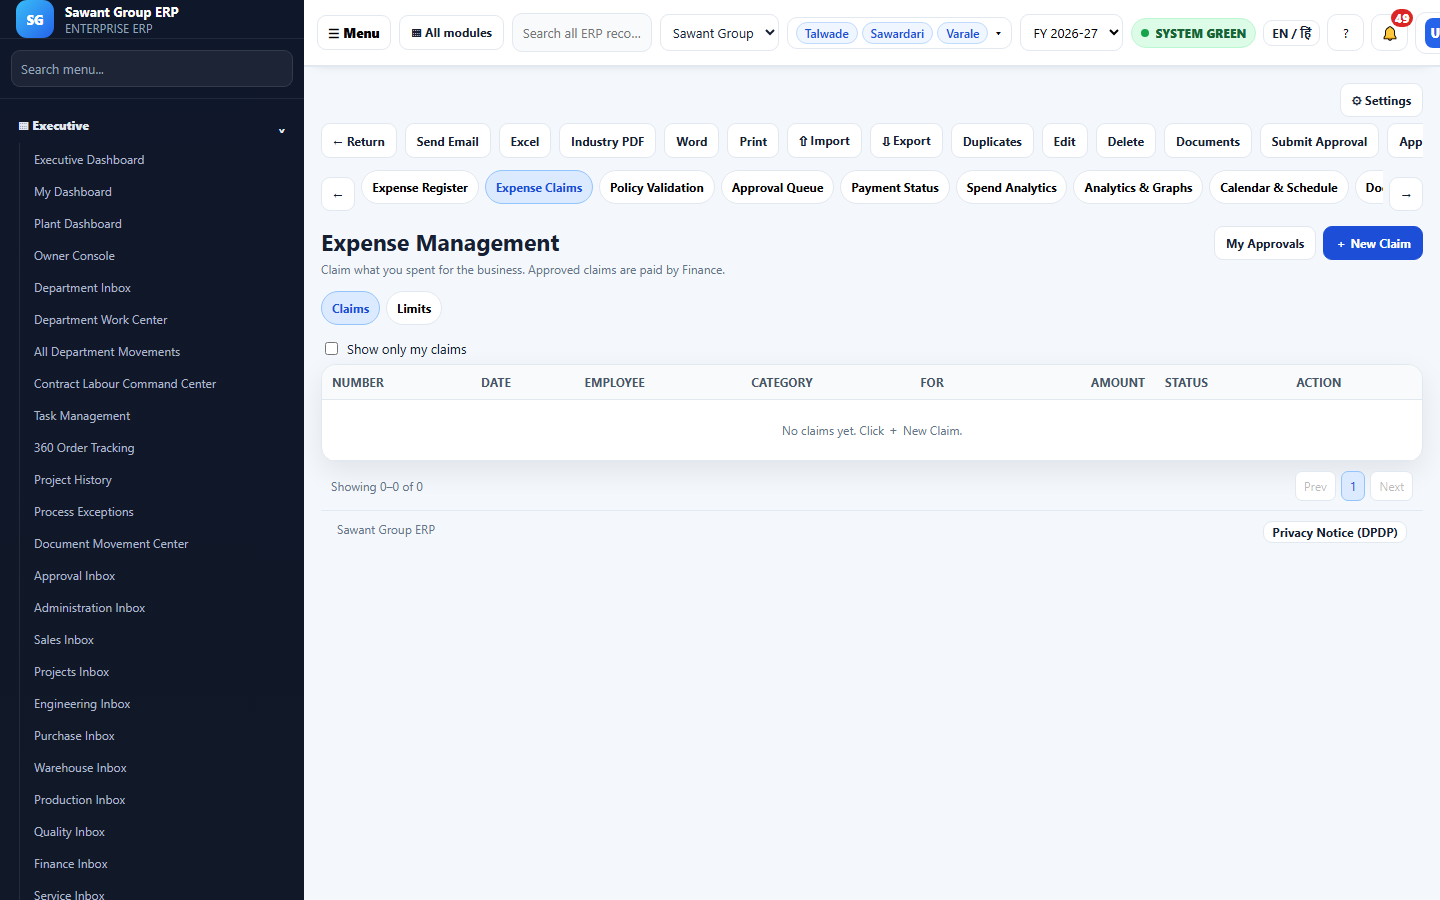 SG
Sawant Group ERP
ENTERPRISE ERP
☰ Menu
▦ All modules
Search all ERP reco...
Sawant Group
Talwade
Sawardari
Varale
FY 2026-27
SYSTEM GREEN
EN / हिं
?
49
U
Search menu...
▦ Executive
Executive Dashboard
My Dashboard
Plant Dashboard
Owner Console
Department Inbox
Department Work Center
All Department Movements
Contract Labour Command Center
Task Management
360 Order Tracking
Project History
Process Exceptions
Document Movement Center
Approval Inbox
Administration Inbox
Sales Inbox
Projects Inbox
Engineering Inbox
Purchase Inbox
Warehouse Inbox
Production Inbox
Quality Inbox
Finance Inbox
Service Inbox
⚙ Settings
← Return
Send Email
Excel
Industry PDF
Word
Print
⇧ Import
⇩ Export
Duplicates
Edit
Delete
Documents
Submit Approval
App
←
Expense Register
Expense Claims
Policy Validation
Approval Queue
Payment Status
Spend Analytics
Analytics & Graphs
Calendar & Schedule
→
Expense Management
Claim what you spent for the business. Approved claims are paid by Finance.
My Approvals
+ New Claim
Claims
Limits
Show only my claims
NUMBER DATE EMPLOYEE CATEGORY FOR AMOUNT STATUS ACTION
No claims yet. Click + New Claim.
Showing 0–0 of 0
Prev
1
Next
Sawant Group ERP
Privacy Notice (DPDP)